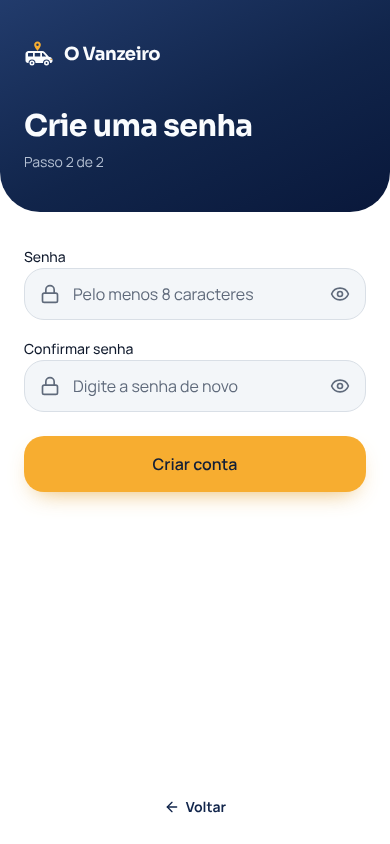 O Vanzeiro
Crie uma senha
Passo 2 de 2
Senha
Pelo menos 8 caracteres
Confirmar senha
Digite a senha de novo
Criar conta
Voltar